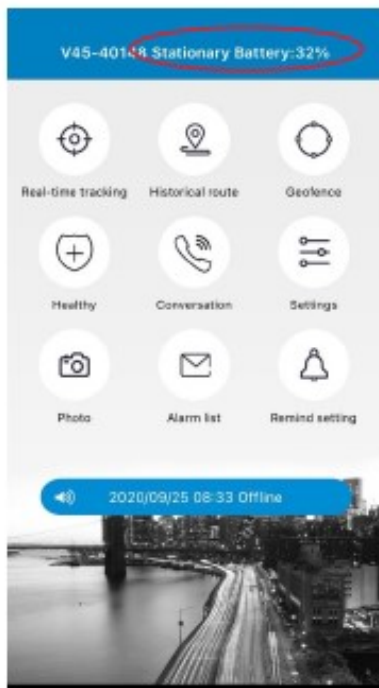 V45-40148 Stationary Battery:32%
Real-time tracking Historical route Geofence
Healthy Conversation Settings
Photo Alarm list Remind setting
2020/09/25 08:33 Offline